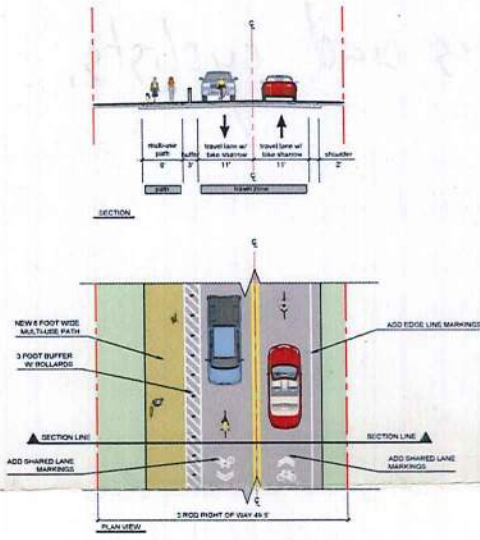 and cyclists,
multi-use path
buffer
travel lane w/ bike sharrow
travel lane w/ bike sharrow
shoulder
3'
11'
11'
2'
path
travel zone
SECTION
NEW FOOT WIDE
MULTI-USE PATH
3 FOOT BUFFER
W/ BOLLARDS
ADD EDGE LINE MARKINGS
SECTION LINE
SECTION LINE
ADD SHARED LANE
MARKINGS
ADD SHARED LANE
MARKINGS
3 ROD RIGHT OF WAY 49.5'
PLAN VIEW